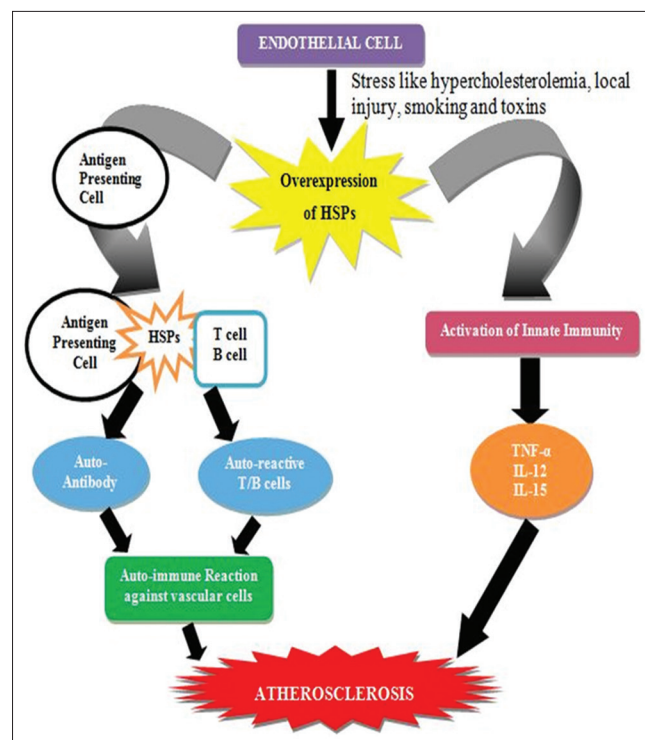 ENDOTHELIAL CELL
Stress like hypercholesterolemia, local
injury, smoking and toxins
Overexpression
of HSPs
Antigen
Presenting
Cell
Antigen
Presenting
Cell
HSPs
T cell
B cell
Activation of Innate Immunity
Auto-
Antibody
Auto-reactive
T/B cells
TNF-α
IL-12
IL-15
Auto-immune Reaction
against vascular cells
ATHEROSCLEROSIS